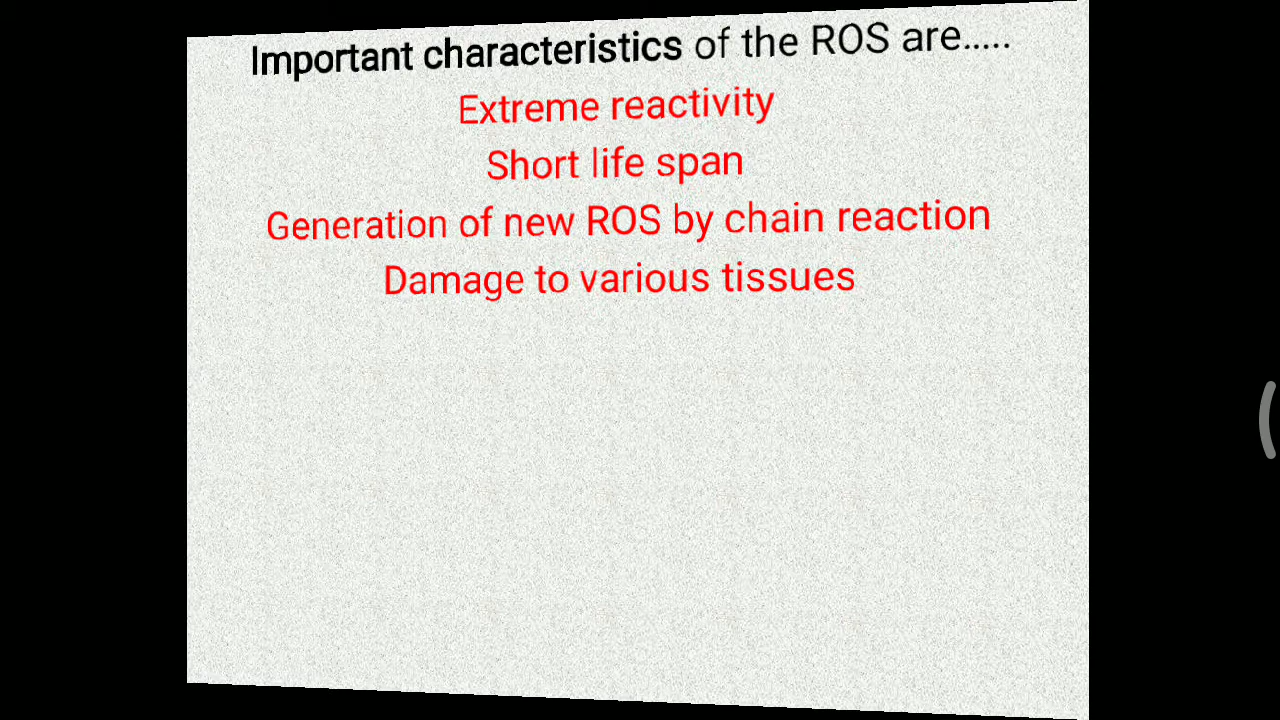 Important characteristics of the ROS are.....
Extreme reactivity
Short life span
Generation of new ROS by chain reaction
Damage to various tissues